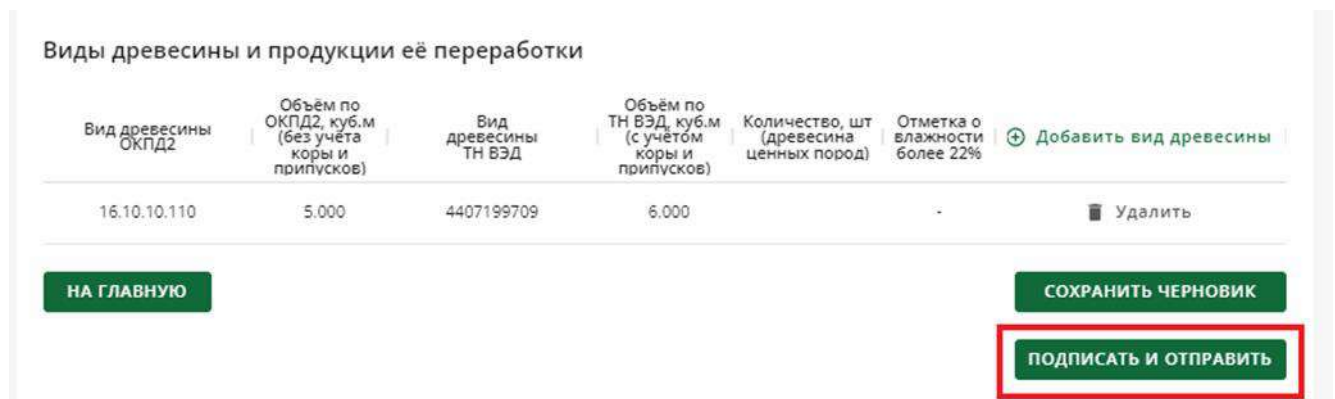 Виды древесины и продукции её переработки
Вид древесины
ОКПД2
Объём по
ОКПД2, куб.м
(без учёта
коры и
припусков)
Вид
древесины
ТН ВЭД
Объём по
ТН ВЭД, куб.м
(с учётом
коры и
припусков)
Количество, шт
(древесина
ценных пород)
Отметка о
влажности
более 22%
Добавить вид древесины
16.10.10.110 5.000 4407199709 6.000 - Удалить
НА ГЛАВНУЮ
СОХРАНИТЬ ЧЕРНОВИК
ПОДПИСАТЬ И ОТПРАВИТЬ